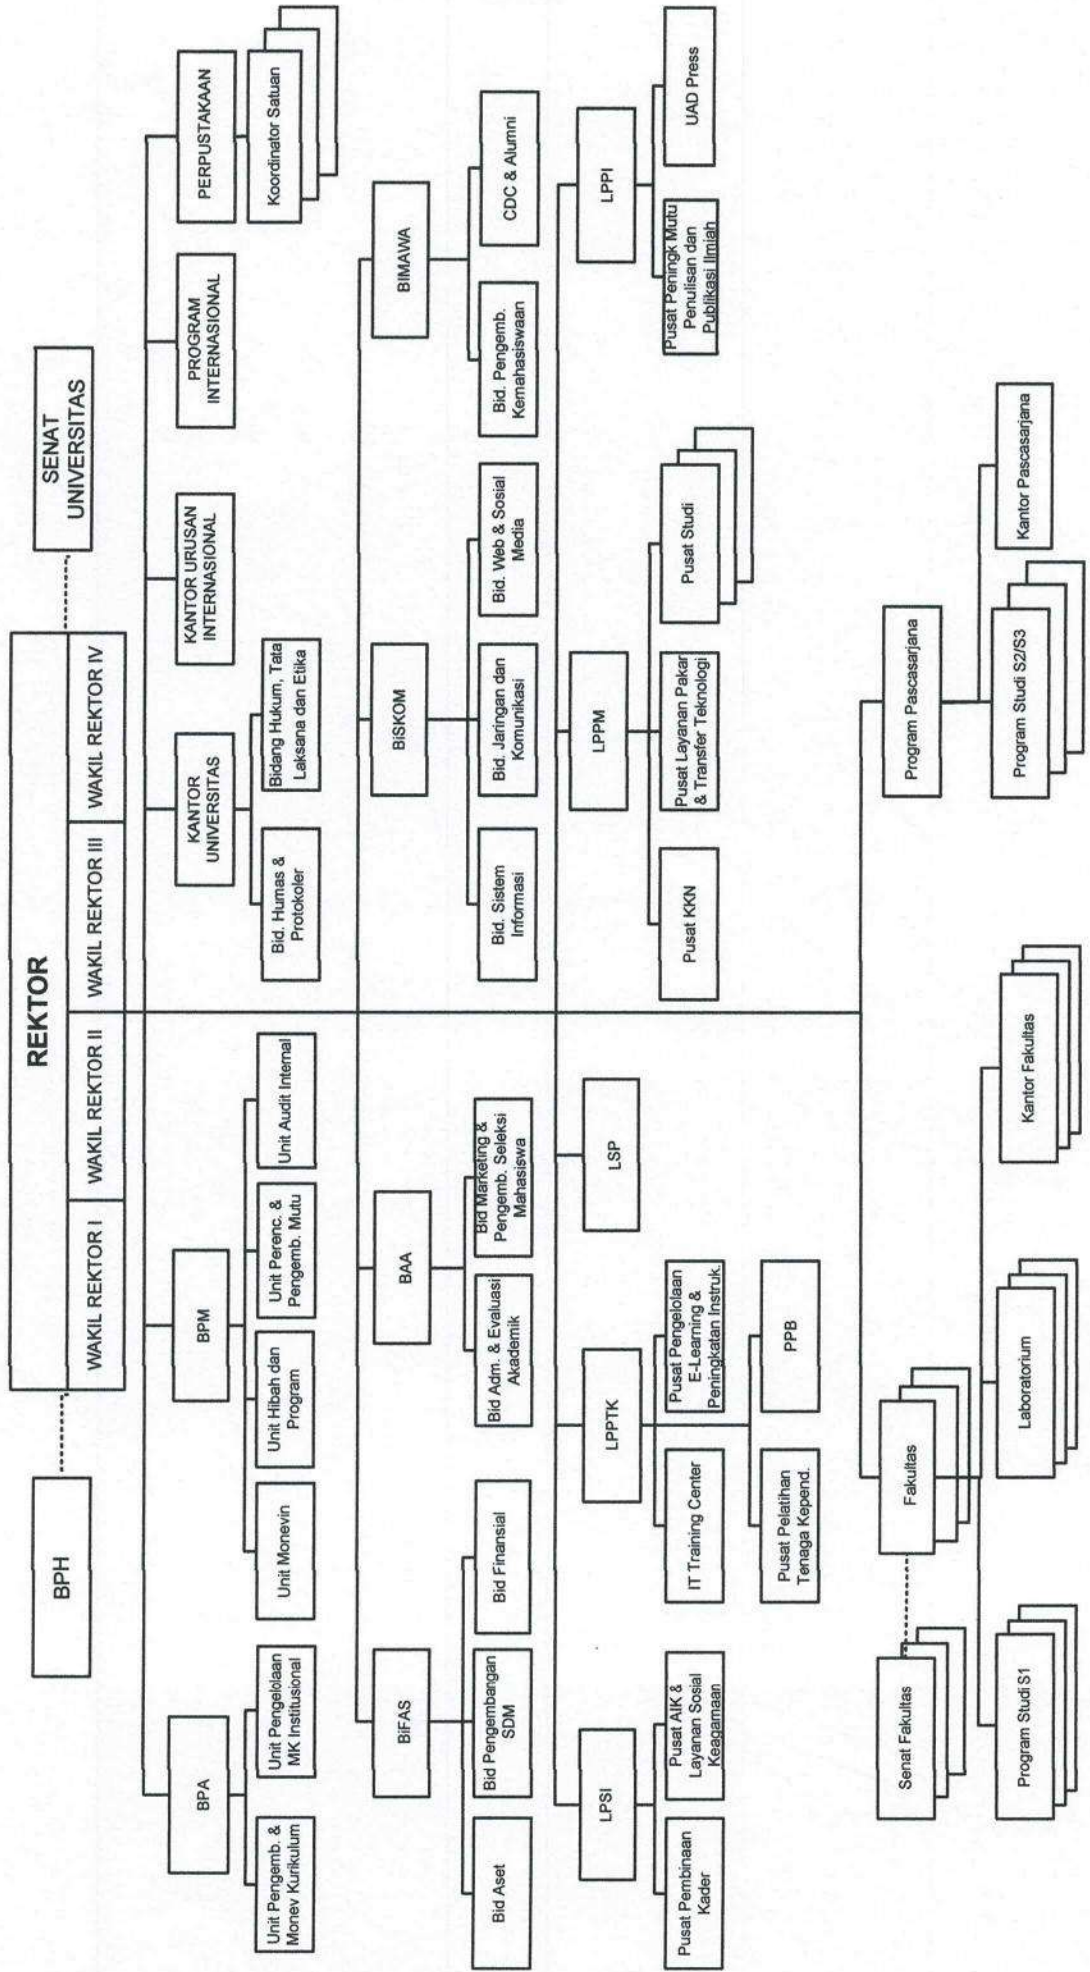 REKTOR
WAKIL REKTOR I
WAKIL REKTOR II
WAKIL REKTOR III
WAKIL REKTOR IV
BPH
SENAT
UNIVERSITAS
BPA
Unit Pengemb. &
Monev Kurikulum
Unit Pengelolaan
MK Institusional
BPM
Unit Monevin
Unit Hibah dan
Program
Unit Perenc. &
Pengemb. Mutu
Unit Audit Internal
KANTOR
UNIVERSITAS
Bid. Humas &
Protokoler
Bidang Hukum, Tata
Laksana dan Etika
KANTOR URUSAN
INTERNASIONAL
PROGRAM
INTERNASIONAL
PERPUSTAKAAN
Koordinator Satuan
BiFAS
Bid Aset
Bid Pengembangan
SDM
Bid Finansial
BAA
Bid Adm. & Evaluasi
Akademik
Bid Marketing &
Pengemb. Seleksi
Mahasiswa
BiSKOM
Bid. Sistem
Informasi
Bid. Jaringan dan
Komunikasi
Bid. Web & Sosial
Media
BIMAWA
Bid. Pengemb.
Kemahasiswaan
CDC & Alumni
LPSI
Pusat Pembinaan
Kader
Pusat AIK &
Layanan Sosial
Keagamaan
LPPTK
IT Training Center
Pusat Pengelolaan
E-Learning &
Peningkatan Instruk.
Pusat Pelatihan
Tenaga Kepend.
PPB
LSP
LPPM
Pusat KKN
Pusat Layanan Pakar
& Transfer Teknologi
Pusat Studi
LPPI
Pusat Peningk Mutu
Penulisan dan
Publikasi Ilmiah
UAD Press
Senat Fakultas
Fakultas
Program Studi S1
Laboratorium
Kantor Fakultas
Program Pascasarjana
Program Studi S2/S3
Kantor Pascasarjana